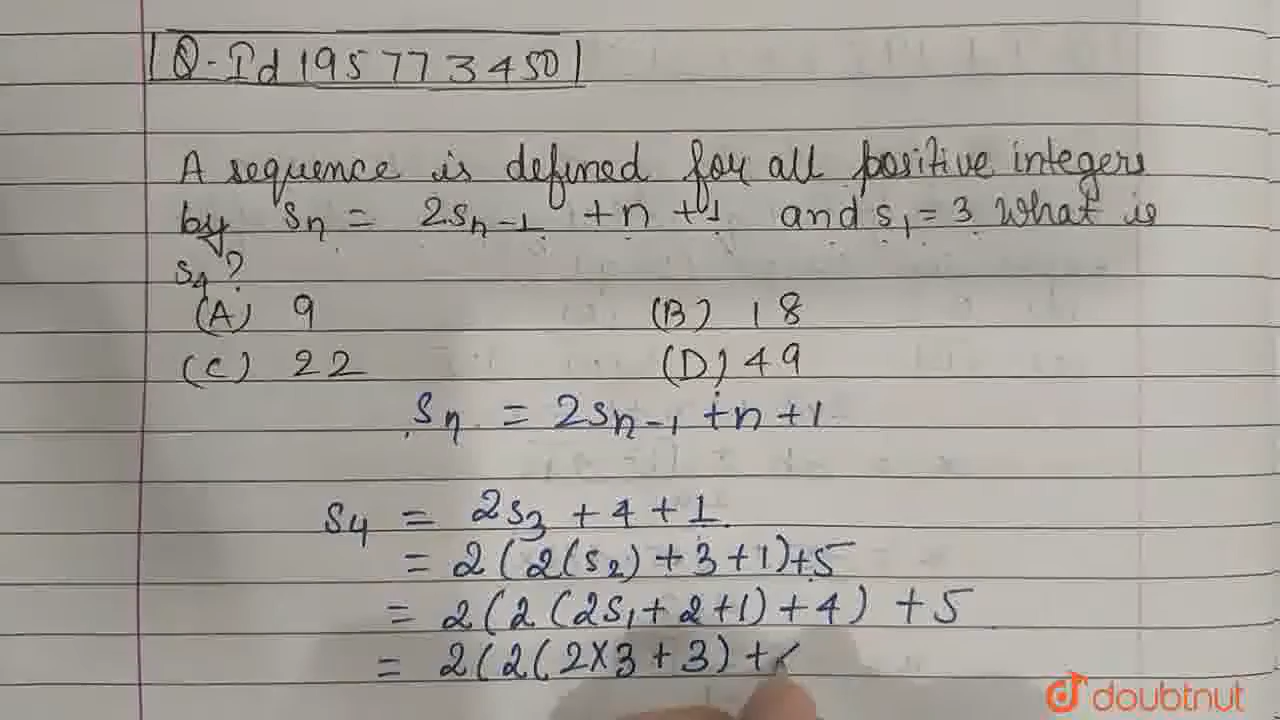 Q-Id 195773450
A sequence is defined for all positive integers
by Sn = 2Sn-1 + n + 1 and S1 = 3 What is
S4?
(A) 9 (B) 18
(C) 22 (D) 49
Sn = 2Sn-1 + n + 1
S4 = 2S3 + 4 + 1
= 2(2(S2) + 3 + 1) + 5
= 2(2(2S1 + 2 + 1) + 4) + 5
= 2(2(2×3 + 3) +
doubtnut